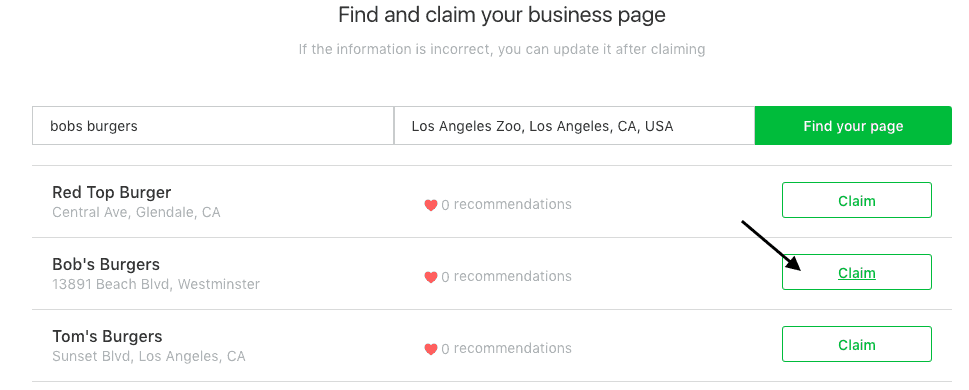 Find and claim your business page
If the information is incorrect, you can update it after claiming
bobs burgers
Los Angeles Zoo, Los Angeles, CA, USA
Find your page
Red Top Burger
Central Ave, Glendale, CA
0 recommendations
Claim
Bob's Burgers
13891 Beach Blvd, Westminster
0 recommendations
Claim
Tom's Burgers
Sunset Blvd, Los Angeles, CA
0 recommendations
Claim